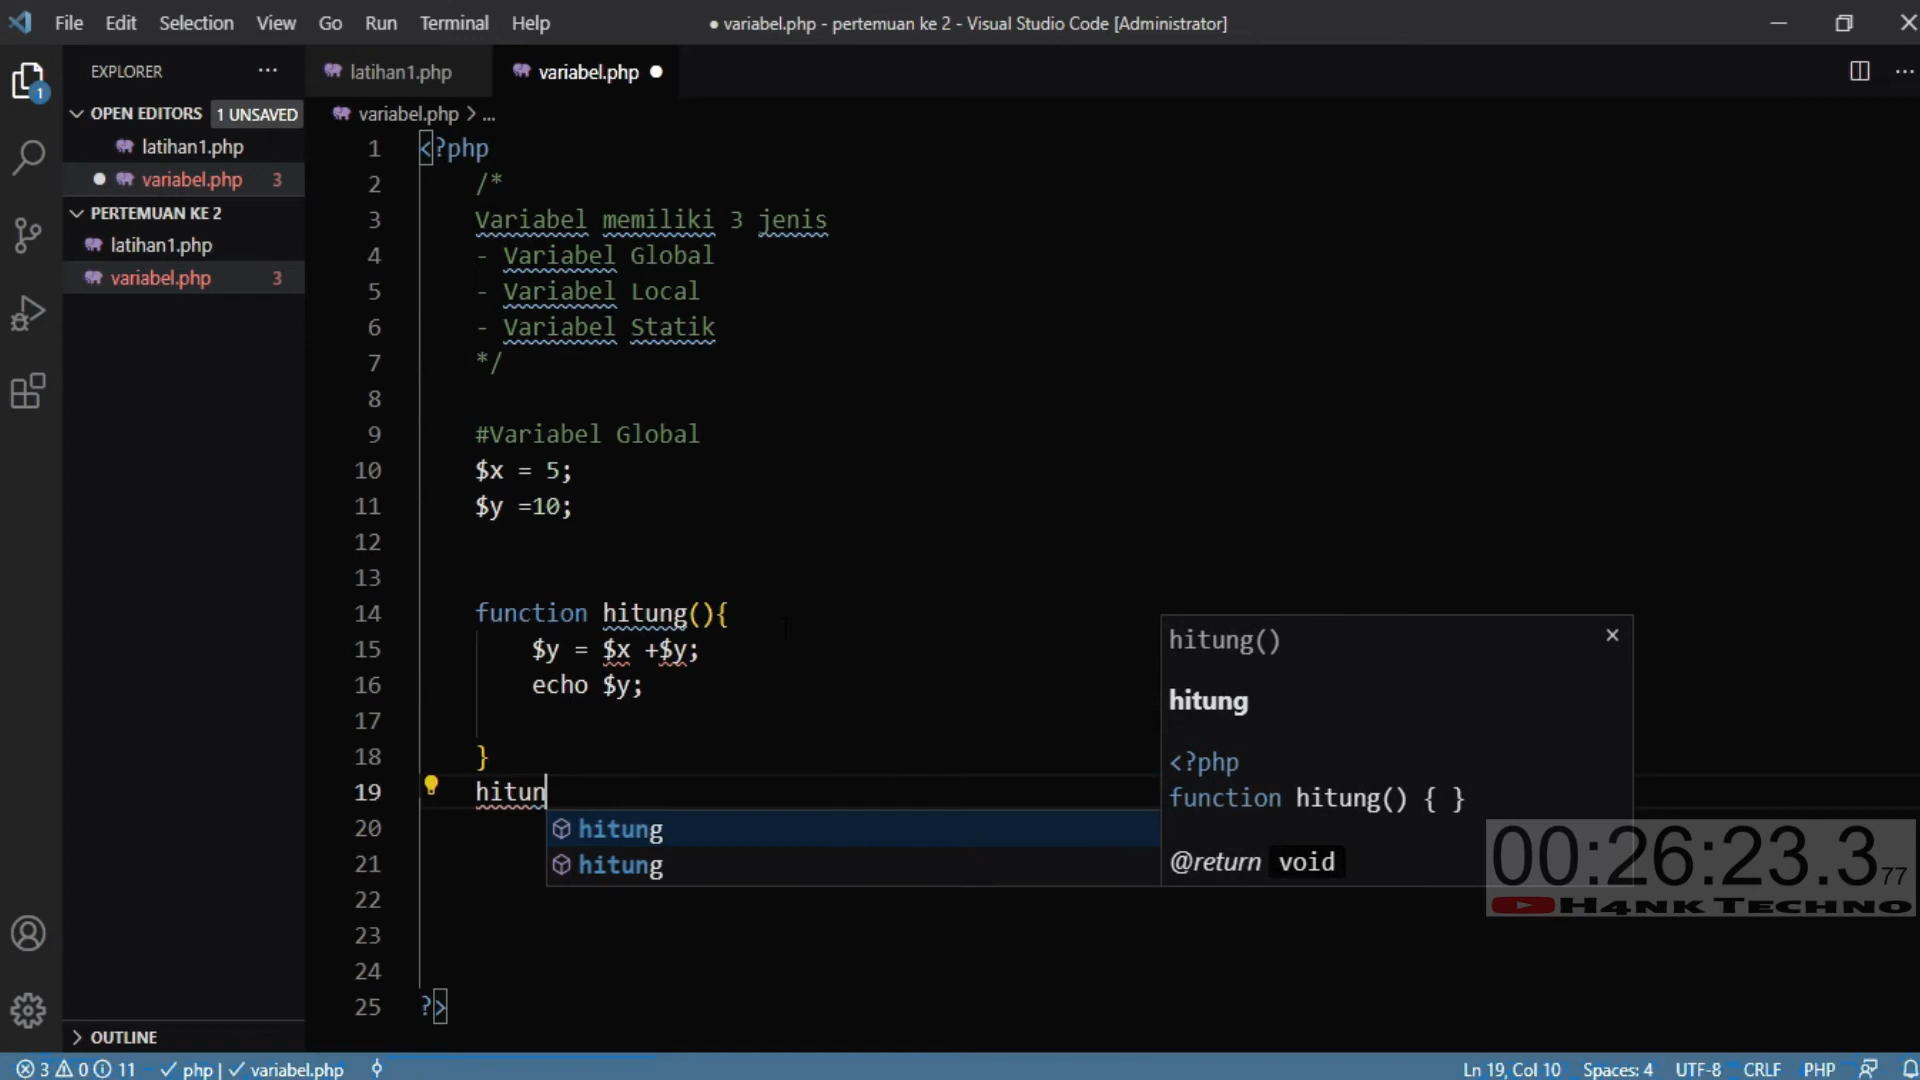 File Edit Selection View Go Run Terminal Help
● variabel.php - pertemuan ke 2 - Visual Studio Code [Administrator]
EXPLORER ···
latihan1.php
variabel.php ●
OPEN EDITORS 1 UNSAVED
latihan1.php
● variabel.php 3
PERTEMUAN KE 2
latihan1.php
variabel.php 3
OUTLINE
1
variabel.php > ...
1 <?php
2 /*
3 Variabel memiliki 3 jenis
4 - Variabel Global
5 - Variabel Local
6 - Variabel Statik
7 */
8
9 #Variabel Global
10 $x = 5;
11 $y =10;
12
13
14 function hitung(){
15 $y = $x +$y;
16 echo $y;
17
18 }
19 hitun
20
21
22
23
24
25 ?>
hitung
hitung
hitung()
hitung
<?php
function hitung() { }
@return void
00:26:23.377
H4NK TECHNO
3 0 11 php | variabel.php
Ln 19, Col 10 Spaces: 4 UTF-8 CRLF PHP